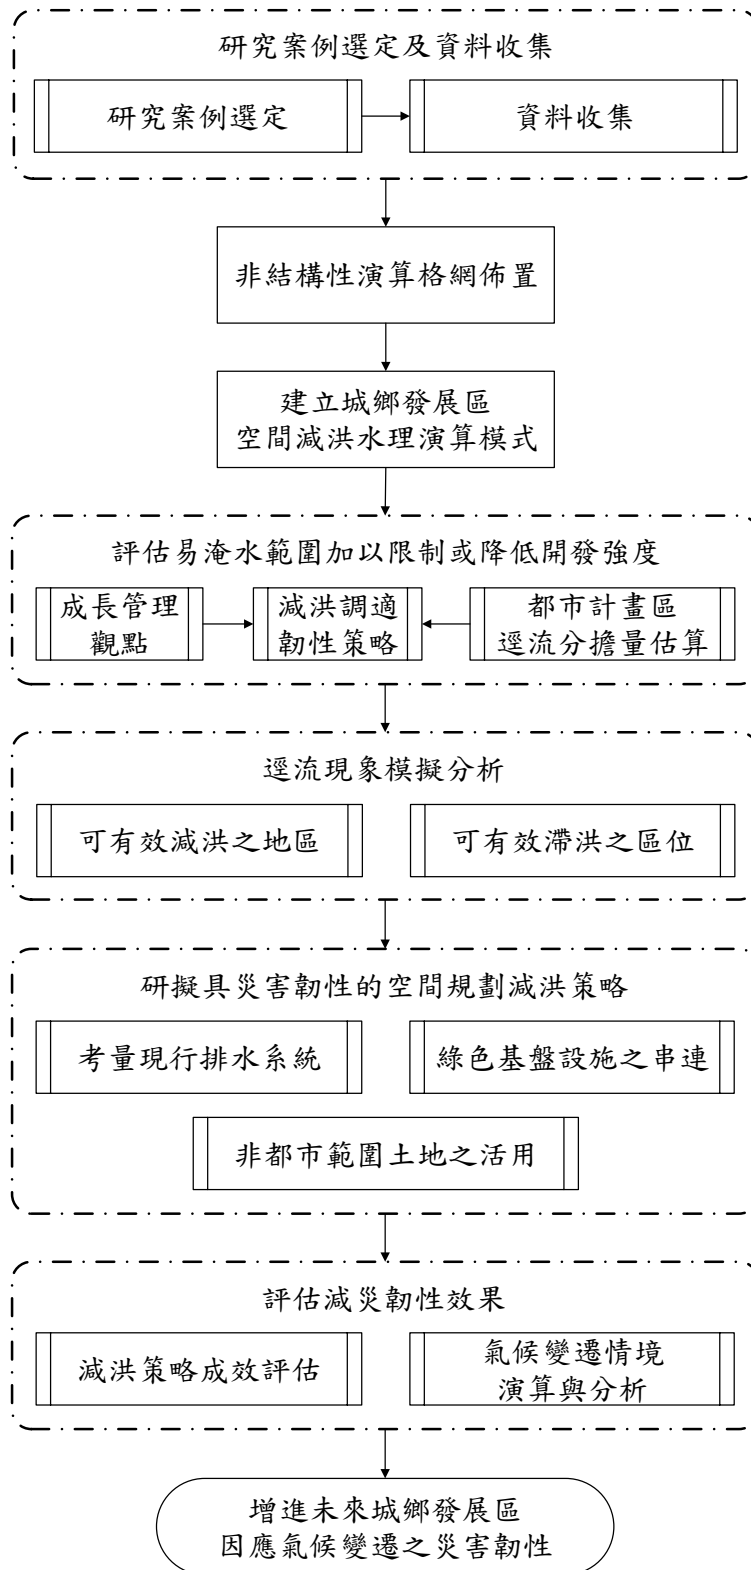 研究案例選定及資料收集
研究案例選定
資料收集
非結構性演算格網佈置
建立城鄉發展區
空間減洪水理演算模式
評估易淹水範圍加以限制或降低開發強度
成長管理
觀點
減洪調適
韌性策略
都市計畫區
逕流分擔量估算
逕流現象模擬分析
可有效減洪之地區
可有效滯洪之區位
研擬具災害韌性的空間規劃減洪策略
考量現行排水系統
綠色基盤設施之串連
非都市範圍土地之活用
評估減災韌性效果
減洪策略成效評估
氣候變遷情境
演算與分析
增進未來城鄉發展區
因應氣候變遷之災害韌性